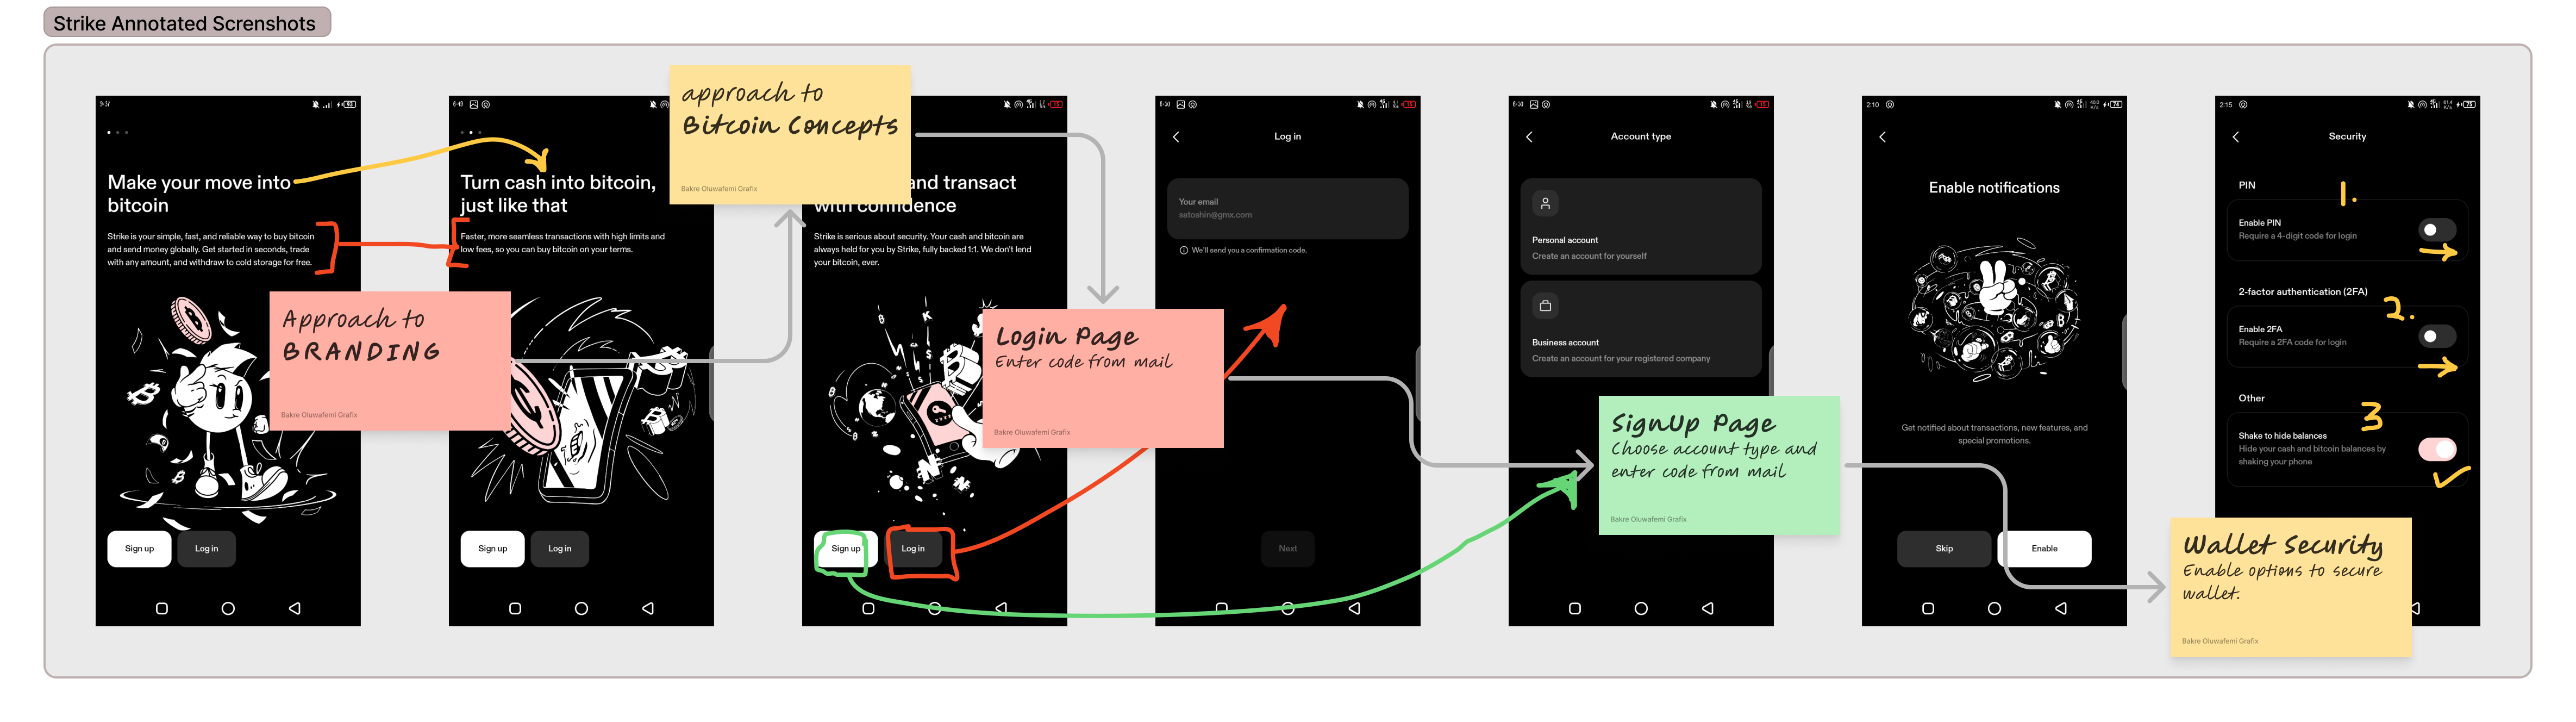 Strike Annotated Screnshots
Make your move into
bitcoin
Strike is your simple, fast, and reliable way to buy bitcoin
and send money globally. Get started in seconds, trade
with any amount, and withdraw to cold storage for free.
Sign up
Log in
Approach to
BRANDING
Bakre Oluwafemi Grafix
Turn cash into bitcoin,
just like that
Faster, more seamless transactions with high limits and
low fees, so you can buy bitcoin on your terms.
Sign up
Log in
approach to
Bitcoin Concepts
Bakre Oluwafemi Grafix
and transact
with confidence
Strike is serious about security. Your cash and bitcoin are
always held for you by Strike, fully backed 1:1. We don't lend
your bitcoin, ever.
Sign up
Log in
Login Page
Enter code from mail
Bakre Oluwafemi Grafix
Log in
Your email
satoshin@gmx.com
We'll send you a confirmation code.
Next
Account type
Personal account
Create an account for yourself
Business account
Create an account for your registered company
SignUp Page
Choose account type and
enter code from mail
Bakre Oluwafemi Grafix
2:10
74
Enable notifications
Get notified about transactions, new features, and
special promotions.
Skip
Enable
2:15
75
Security
PIN
1.
Enable PIN
Require a 4-digit code for login
2-factor authentication (2FA)
2.
Enable 2FA
Require a 2FA code for login
Other
3
Shake to hide balances
Hide your cash and bitcoin balances by
shaking your phone
Wallet Security
Enable options to secure
wallet.
Bakre Oluwafemi Grafix